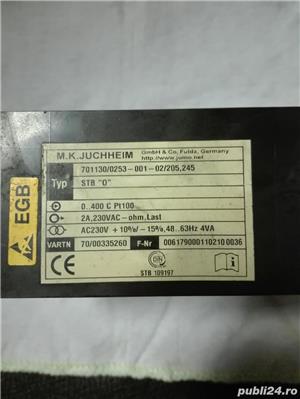 M.K.JUCHHEIM GmbH & Co, Fulda, Germany
http://www.jumo.net
701130/0253-001-02/205,245
Typ STB "O"
0..400 C Pt100
2A,230VAC-ohm.Last
AC230V +10%/-15%,48..63Hz 4VA
VARTN 70/00335260 F-Nr 0061790001102100036
EGB
DIN
STB 109197
publi24.ro